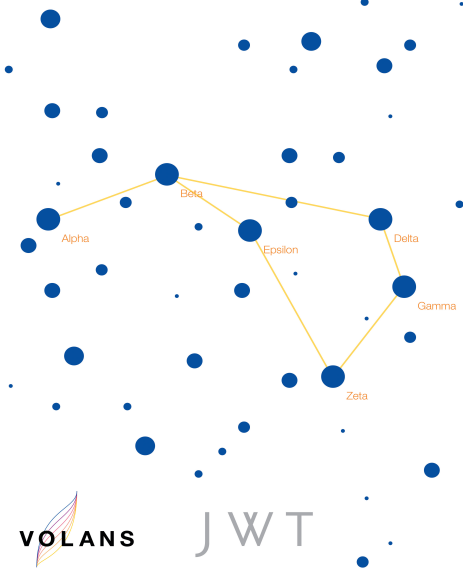 Beta
Alpha
Delta
Epsilon
Gamma
Zeta
VOLANS
JWT